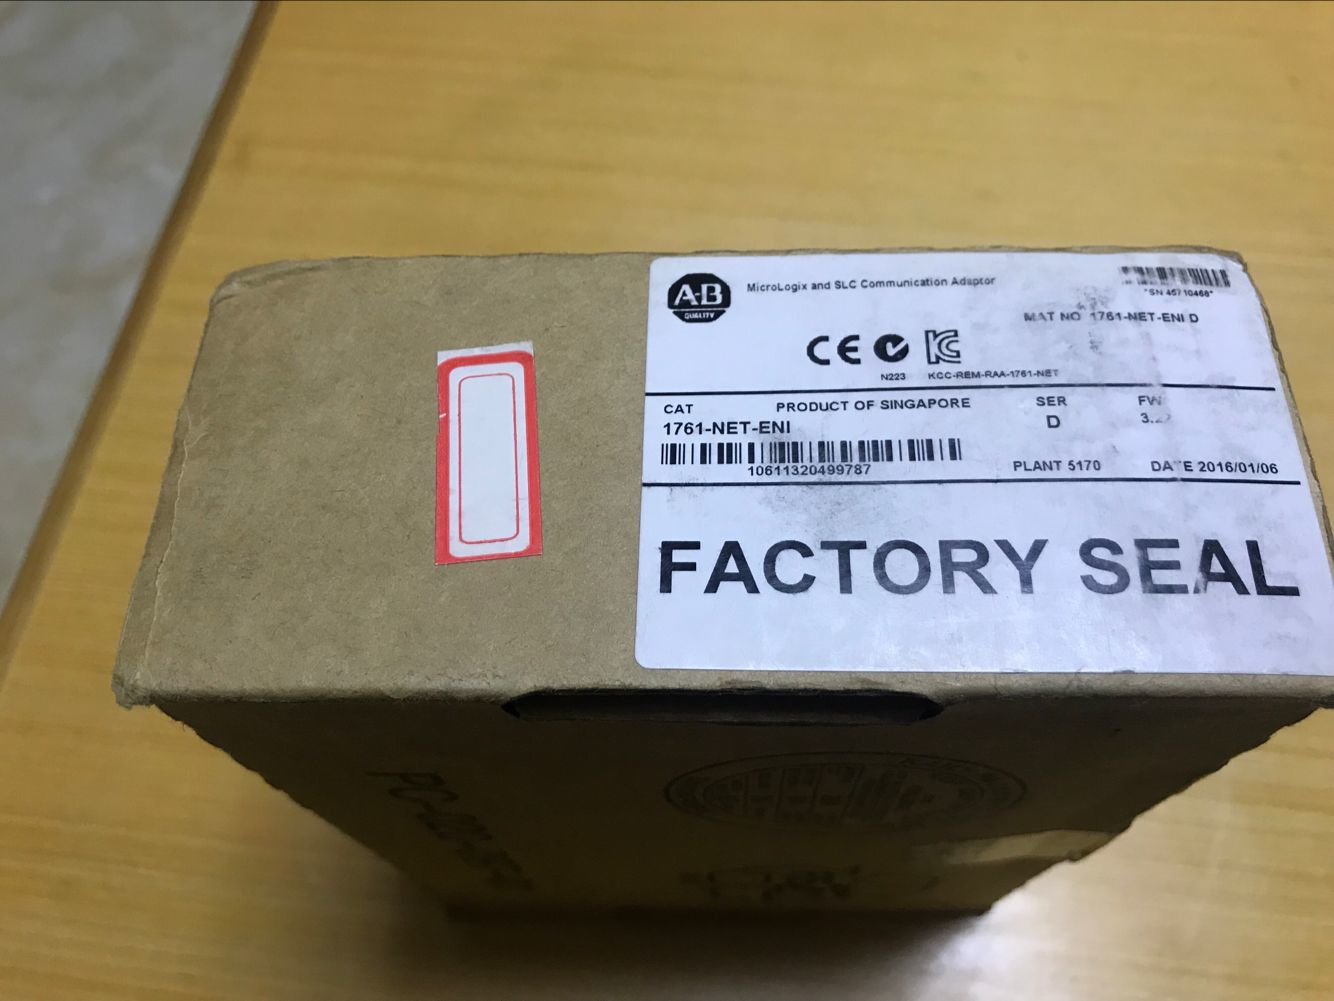 A-B
QUALITY
MicroLogix and SLC Communication Adaptor
*SN 45710468*
MAT NO 1761-NET-ENI D
CE
N223 KCC-REM-RAA-1761-NET
CAT PRODUCT OF SINGAPORE SER FW
1761-NET-ENI D
10611320499787 PLANT 5170 DATE 2016/01/06
FACTORY SEAL